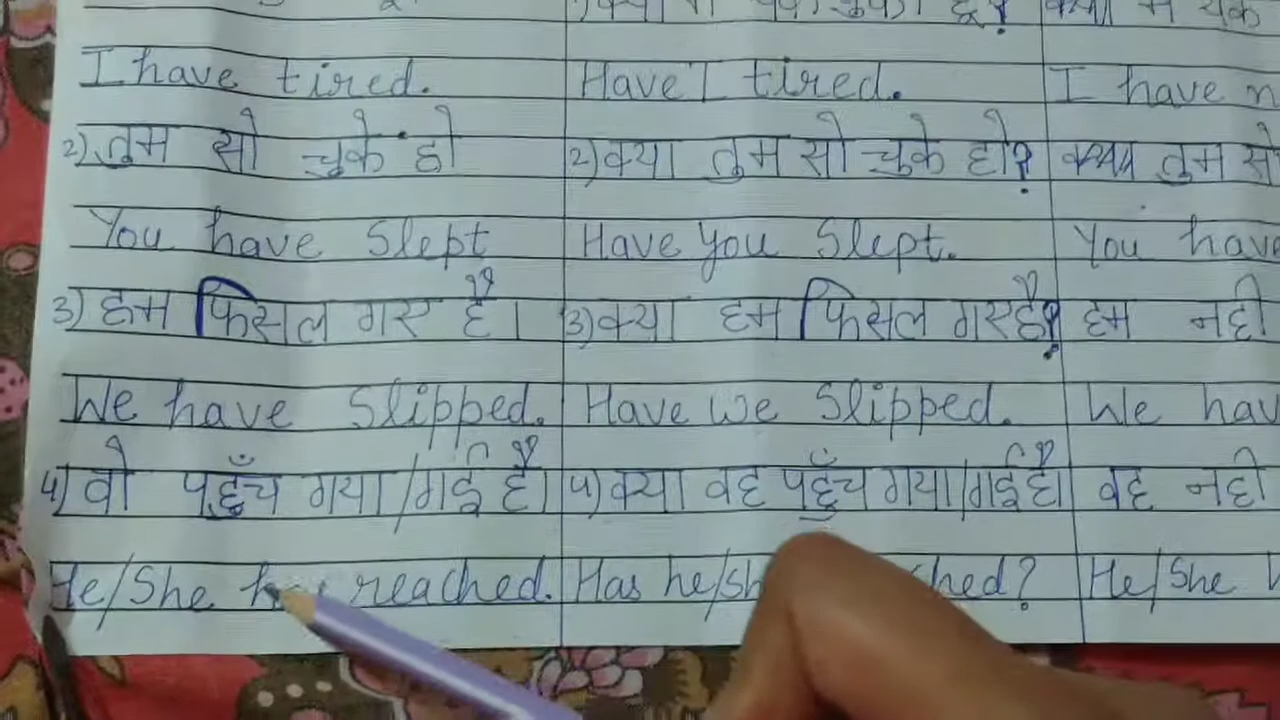 I have tired. Have I tired. I have
2) तुम सो चुके हो 2) क्या तुम सो चुके हो? क्या तुम सो
You have Slept Have you Slept. You have
3) हम फिसल गए हैं। 3) क्या हम फिसल गए हैं? हम नही
We have Slipped. Have we Slipped. We hav
4) वो पहुँच गया/गई है। 4) क्या वह पहुँच गया/गई है। वह नही
He/She reached. Has he/sh ched? He/She